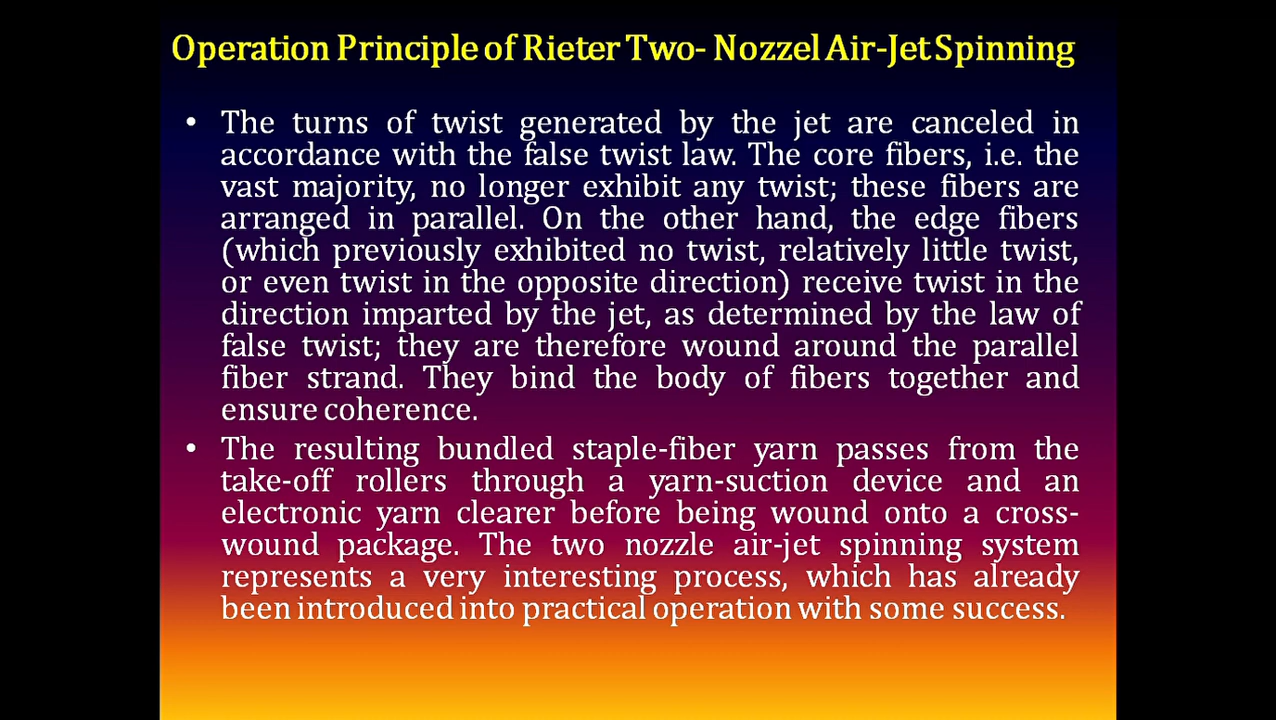 Operation Principle of Rieter Two- Nozzel Air-Jet Spinning
• The turns of twist generated by the jet are canceled in
accordance with the false twist law. The core fibers, i.e. the
vast majority, no longer exhibit any twist; these fibers are
arranged in parallel. On the other hand, the edge fibers
(which previously exhibited no twist, relatively little twist,
or even twist in the opposite direction) receive twist in the
direction imparted by the jet, as determined by the law of
false twist; they are therefore wound around the parallel
fiber strand. They bind the body of fibers together and
ensure coherence.
• The resulting bundled staple-fiber yarn passes from the
take-off rollers through a yarn-suction device and an
electronic yarn clearer before being wound onto a cross-
wound package. The two nozzle air-jet spinning system
represents a very interesting process, which has already
been introduced into practical operation with some success.